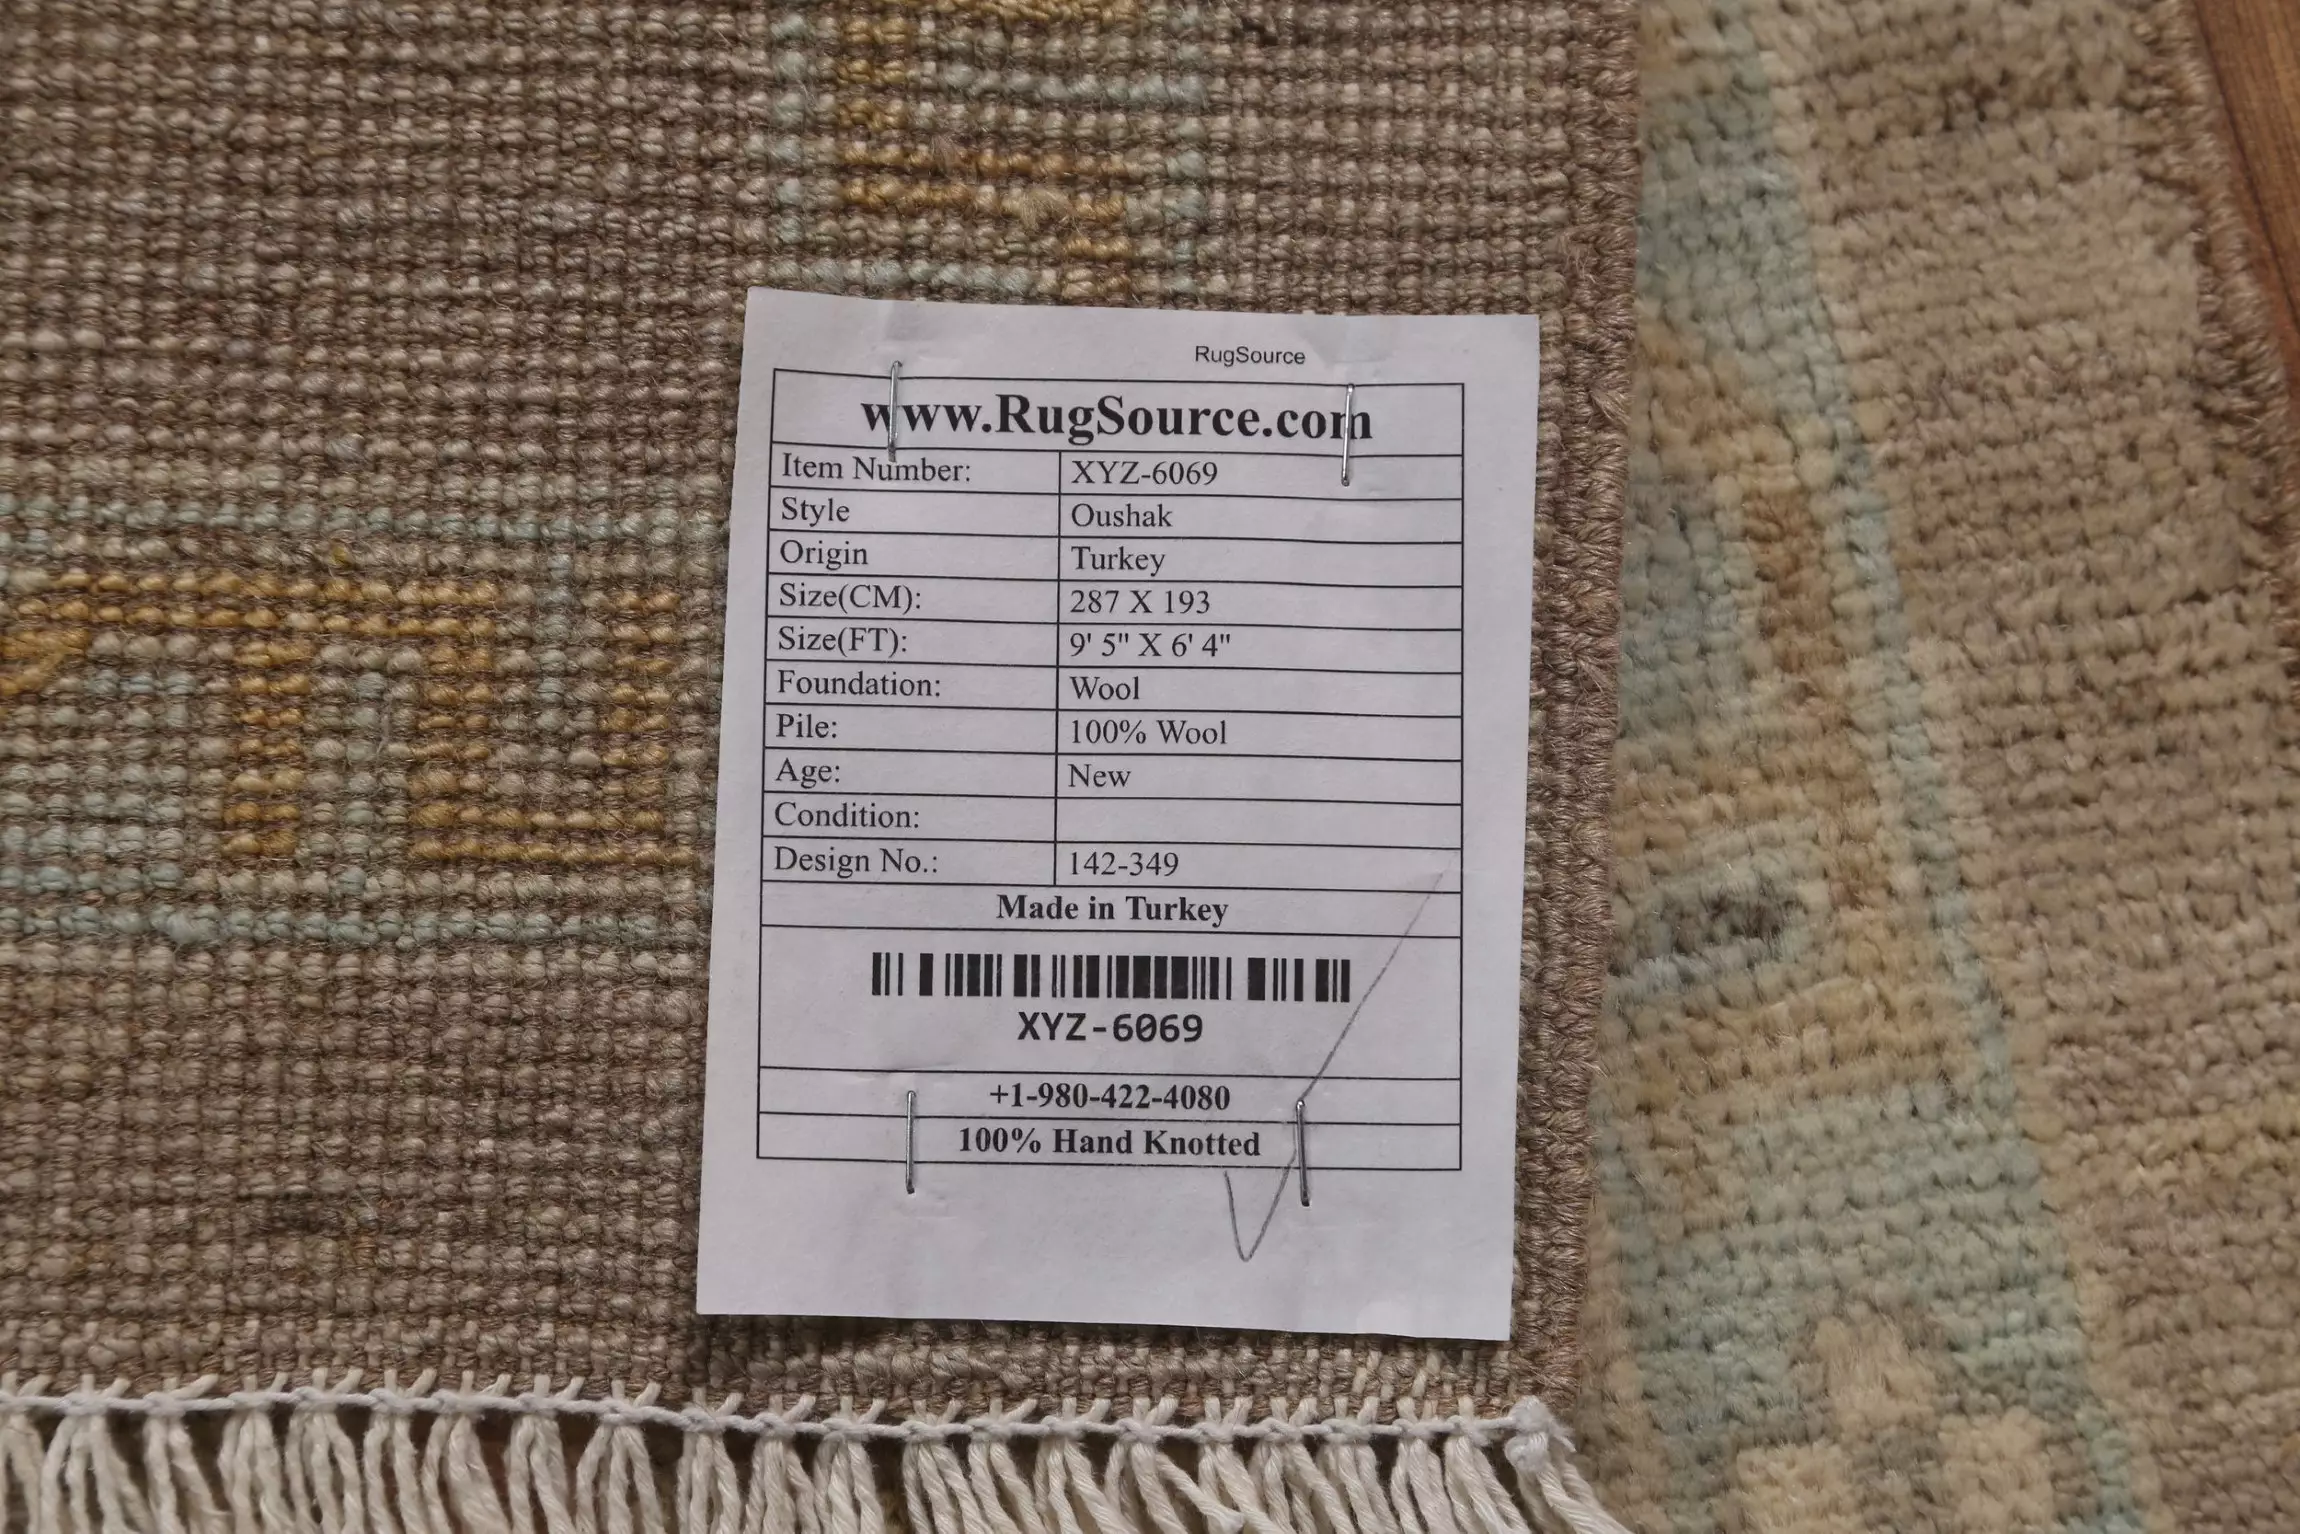 RugSource
www.RugSource.com
Item Number: XYZ-6069
Style Oushak
Origin Turkey
Size(CM): 287 X 193
Size(FT): 9' 5" X 6' 4"
Foundation: Wool
Pile: 100% Wool
Age: New
Condition:
Design No.: 142-349
Made in Turkey
XYZ-6069
+1-980-422-4080
100% Hand Knotted